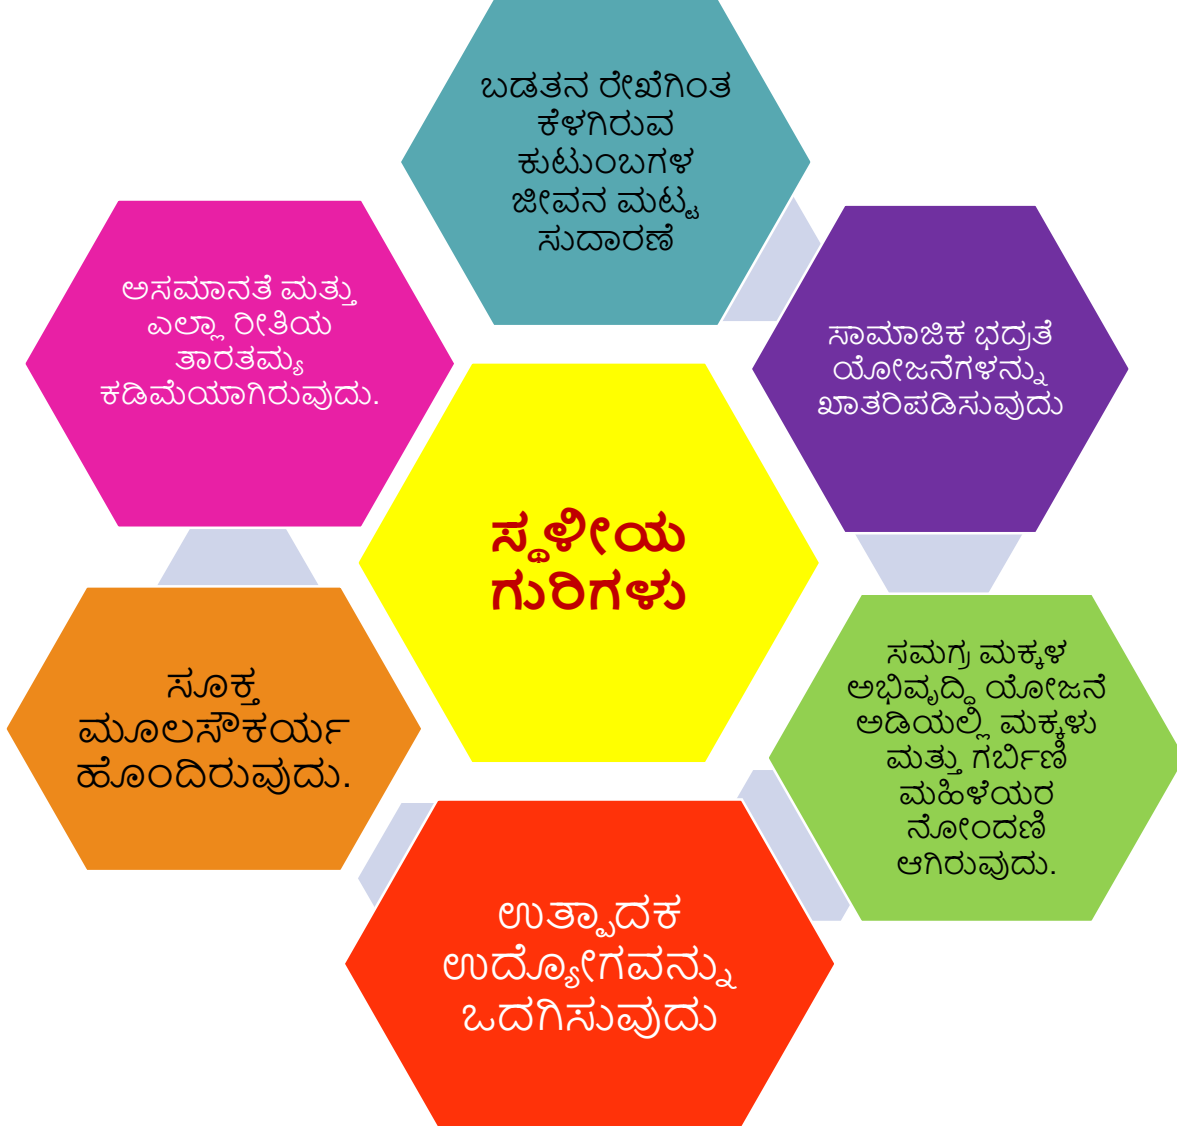 ಬಡತನ ರೇಖೆಗಿಂತ
ಕೆಳಗಿರುವ
ಕುಟುಂಬಗಳ
ಜೀವನ ಮಟ್ಟ
ಸುದಾರಣೆ
ಸಾಮಾಜಿಕ ಭದ್ರತೆ
ಯೋಜನೆಗಳನ್ನು
ಖಾತರಿಪಡಿಸುವುದು
ಸಮಗ್ರ ಮಕ್ಕಳ
ಅಭಿವೃದ್ಧಿ ಯೋಜನೆ
ಅಡಿಯಲ್ಲಿ ಮಕ್ಕಳು
ಮತ್ತು ಗರ್ಬಿಣಿ
ಮಹಿಳೆಯರ
ನೋಂದಣಿ
ಆಗಿರುವುದು.
ಉತ್ಪಾದಕ
ಉದ್ಯೋಗವನ್ನು
ಒದಗಿಸುವುದು
ಸೂಕ್ತ
ಮೂಲಸೌಕರ್ಯ
ಹೊಂದಿರುವುದು.
ಅಸಮಾನತೆ ಮತ್ತು
ಎಲ್ಲಾ ರೀತಿಯ
ತಾರತಮ್ಯ
ಕಡಿಮೆಯಾಗಿರುವುದು.
ಸ್ಥಳೀಯ
ಗುರಿಗಳು